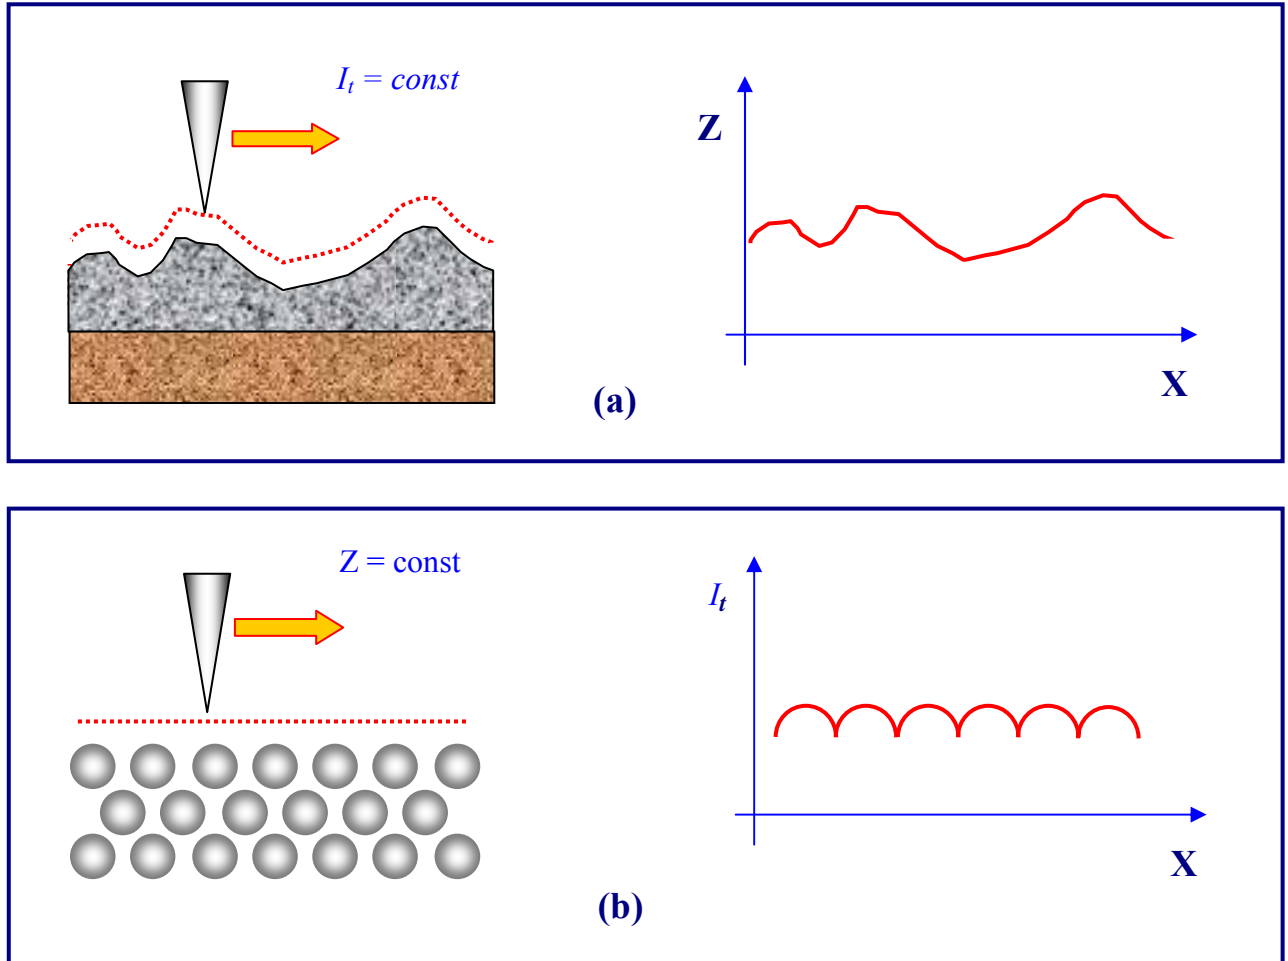 I_t = const
Z
X
(a)
Z = const
I_t
X
(b)